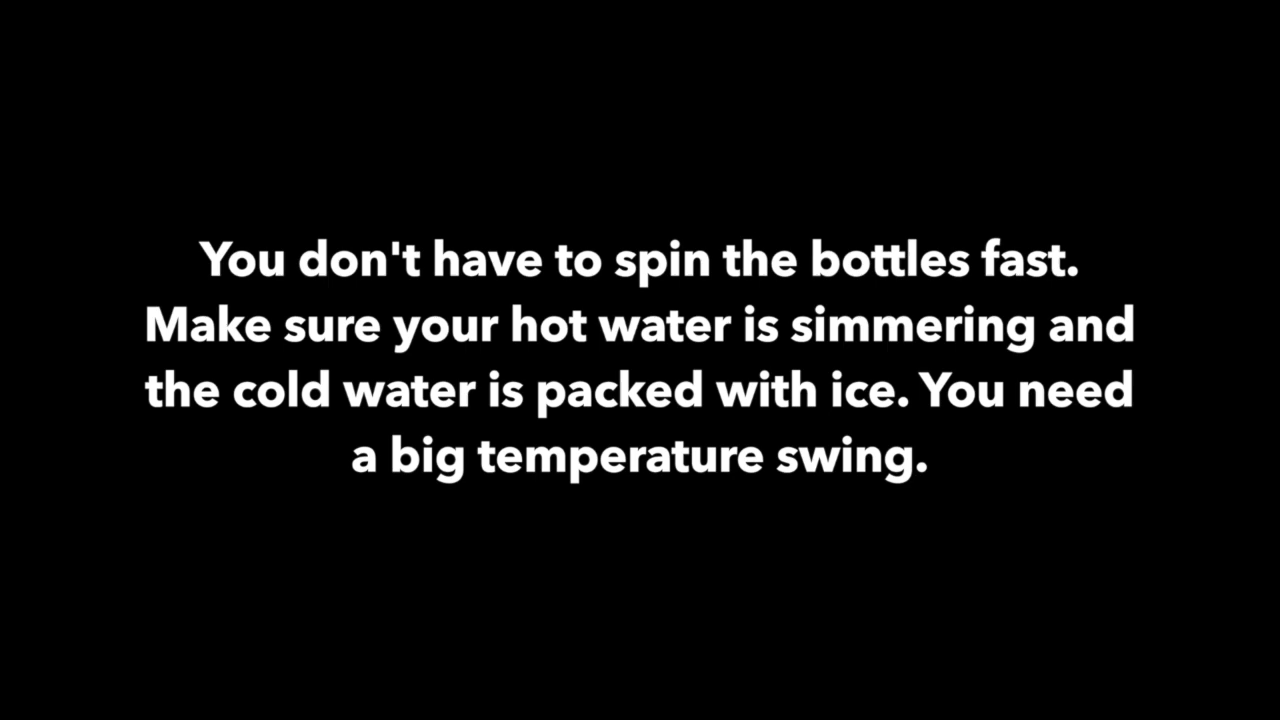 You don't have to spin the bottles fast.
Make sure your hot water is simmering and
the cold water is packed with ice. You need
a big temperature swing.